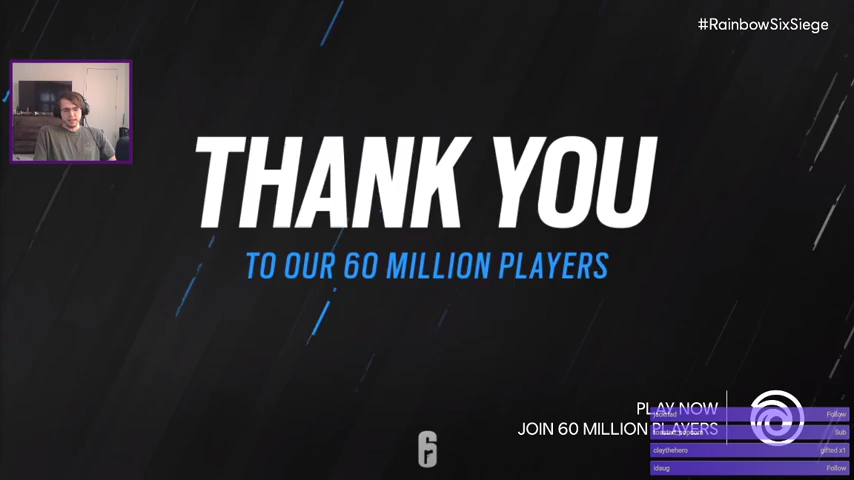 #RainbowSixSiege
THANK YOU
TO OUR 60 MILLION PLAYERS
PLAY NOW
JOIN 60 MILLION PLAYERS
Follow
Sub
claythehero gifted x1
idaug Follow